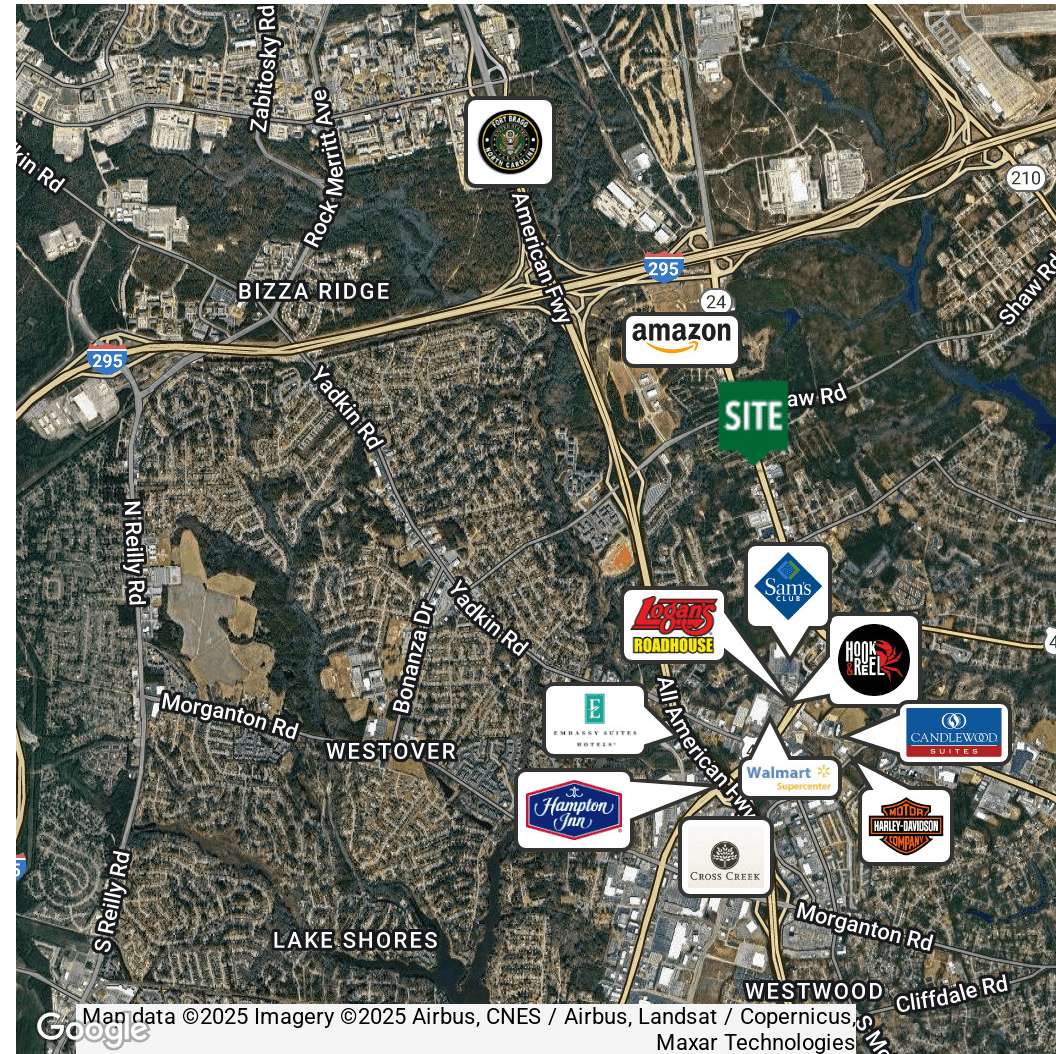 Zabitosky Rd
FORT BRAGG
NORTH CAROLINA
kin Rd
Rock Merritt Ave
American Fwy
210
295
Shaw Rd
BIZZA RIDGE
24
amazon
295
SITE
aw Rd
Yadkin Rd
N Reilly Rd
Sam's
CLUB
Logan's
ROADHOUSE
HOOK
& REEL
4
Yadkin Rd
Bonanza Dr
All American Fwy
Morganton Rd
EMBASSY SUITES
HOTELS
CANDLEWOOD
SUITES
WESTOVER
Walmart
Supercenter
Hampton
Inn
MOTOR
HARLEY-DAVIDSON
COMPANY
CROSS CREEK
5
S Reilly Rd
Morganton Rd
LAKE SHORES
WESTWOOD
Cliffdale Rd
Google
Map data ©2025 Imagery ©2025 Airbus, CNES / Airbus, Landsat / Copernicus,
Maxar Technologies
S Mc